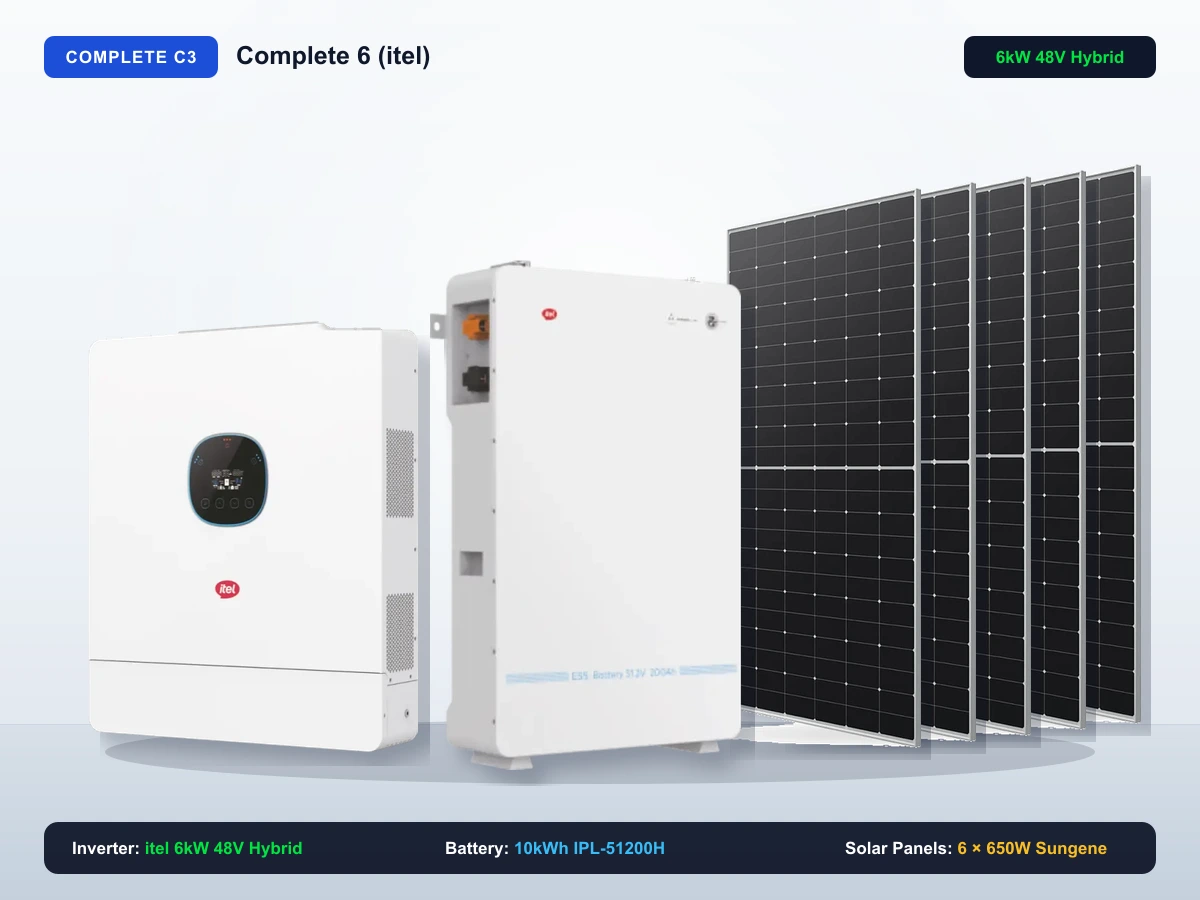 COMPLETE C3
Complete 6 (itel)
6kW 48V Hybrid
itel
itel
ESS Battery 51.2V 200Ah
Inverter: itel 6kW 48V Hybrid
Battery: 10kWh IPL-51200H
Solar Panels: 6 × 650W Sungene